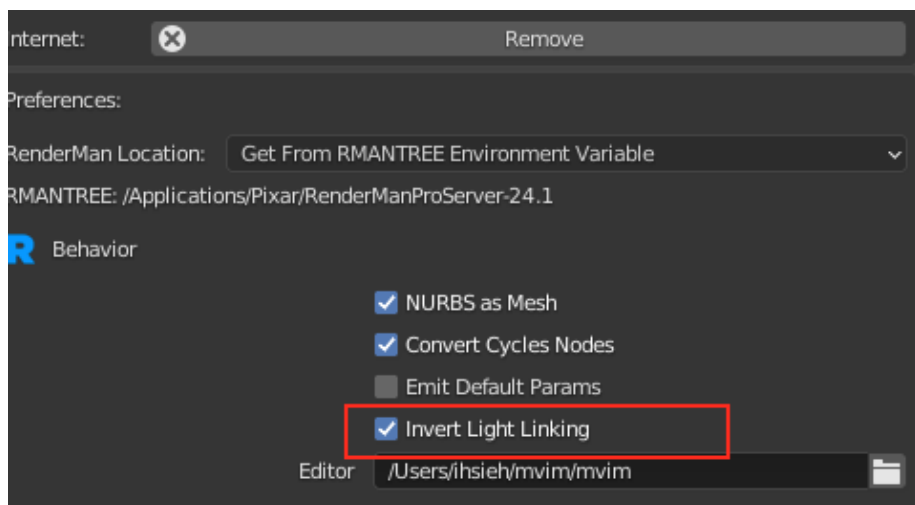 nternet: Remove
Preferences:
RenderMan Location: Get From RMANTREE Environment Variable
RMANTREE: /Applications/Pixar/RenderManProServer-24.1
R Behavior
NURBS as Mesh
Convert Cycles Nodes
Emit Default Params
Invert Light Linking
Editor /Users/ihsieh/mvim/mvim